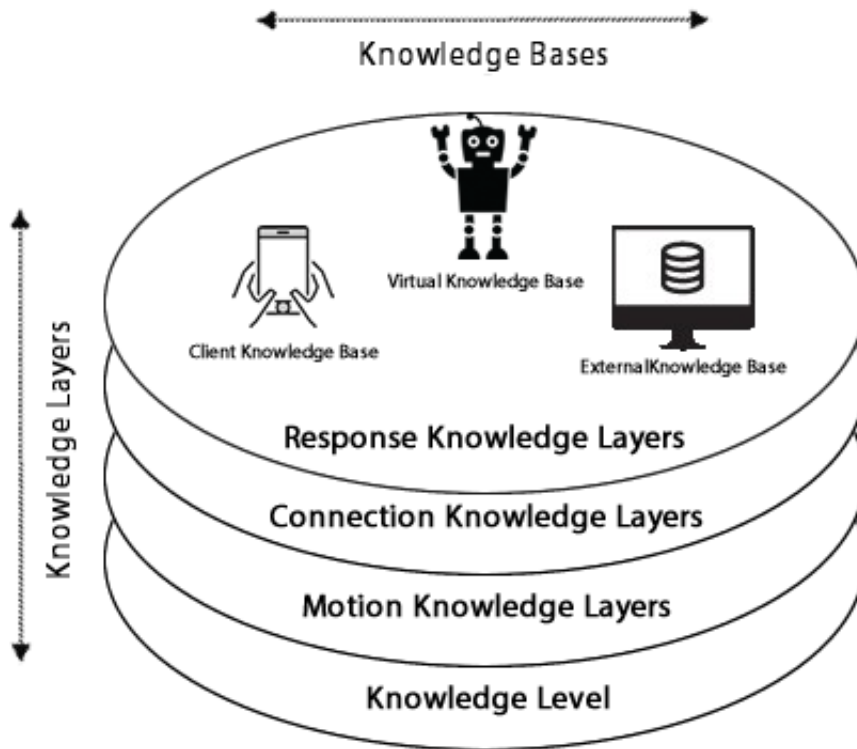 Knowledge Bases
Virtual Knowledge Base
Client Knowledge Base
ExternalKnowledge Base
Knowledge Layers
Response Knowledge Layers
Connection Knowledge Layers
Motion Knowledge Layers
Knowledge Level